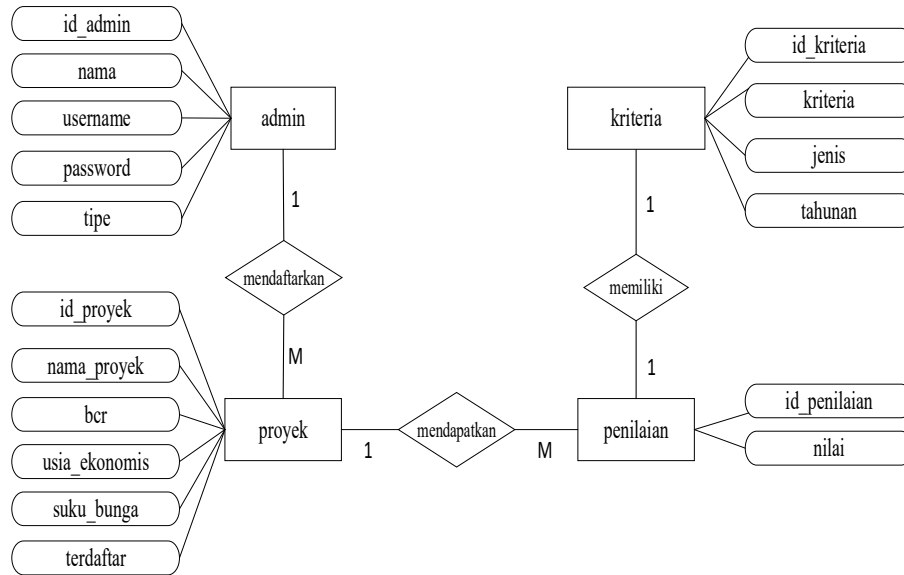 id_admin
nama
username
password
tipe
admin
1
mendaftarkan
M
id_proyek
nama_proyek
bcr
usia_ekonomis
suku_bunga
terdaftar
proyek
1
mendapatkan
M
penilaian
id_penilaian
nilai
1
memiliki
1
kriteria
id_kriteria
kriteria
jenis
tahunan